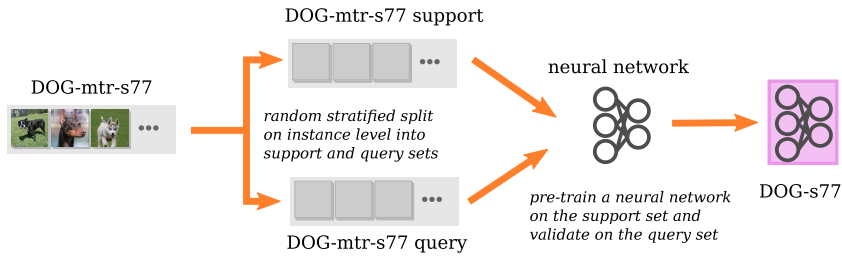 DOG-mtr-s77
DOG-mtr-s77 support
random stratified split
on instance level into
support and query sets
DOG-mtr-s77 query
neural network
pre-train a neural network
on the support set and
validate on the query set
DOG-s77